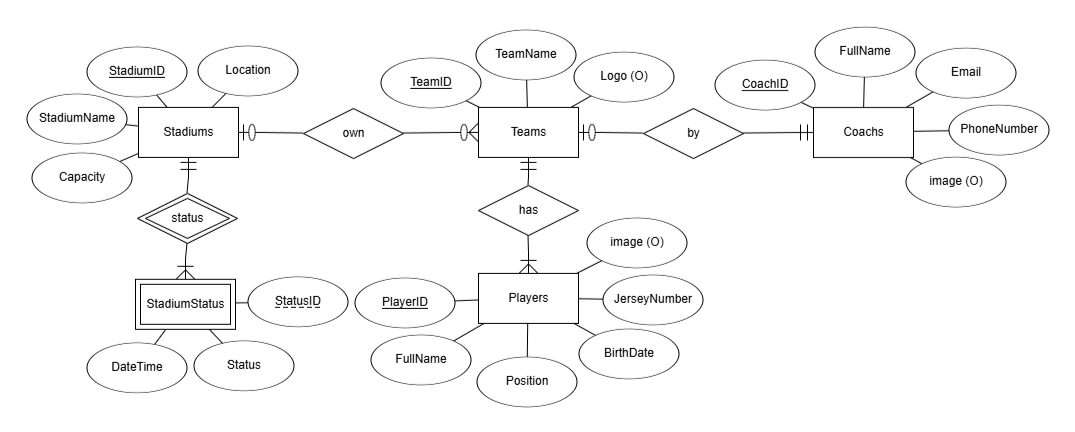 FullName
TeamName
StadiumID
Location
TeamID
Logo (O)
CoachID
Email
StadiumName
Stadiums
own
Teams
by
Coachs
PhoneNumber
Capacity
image (O)
status
has
image (O)
StadiumStatus
StatusID
PlayerID
Players
JerseyNumber
DateTime
Status
FullName
Position
BirthDate